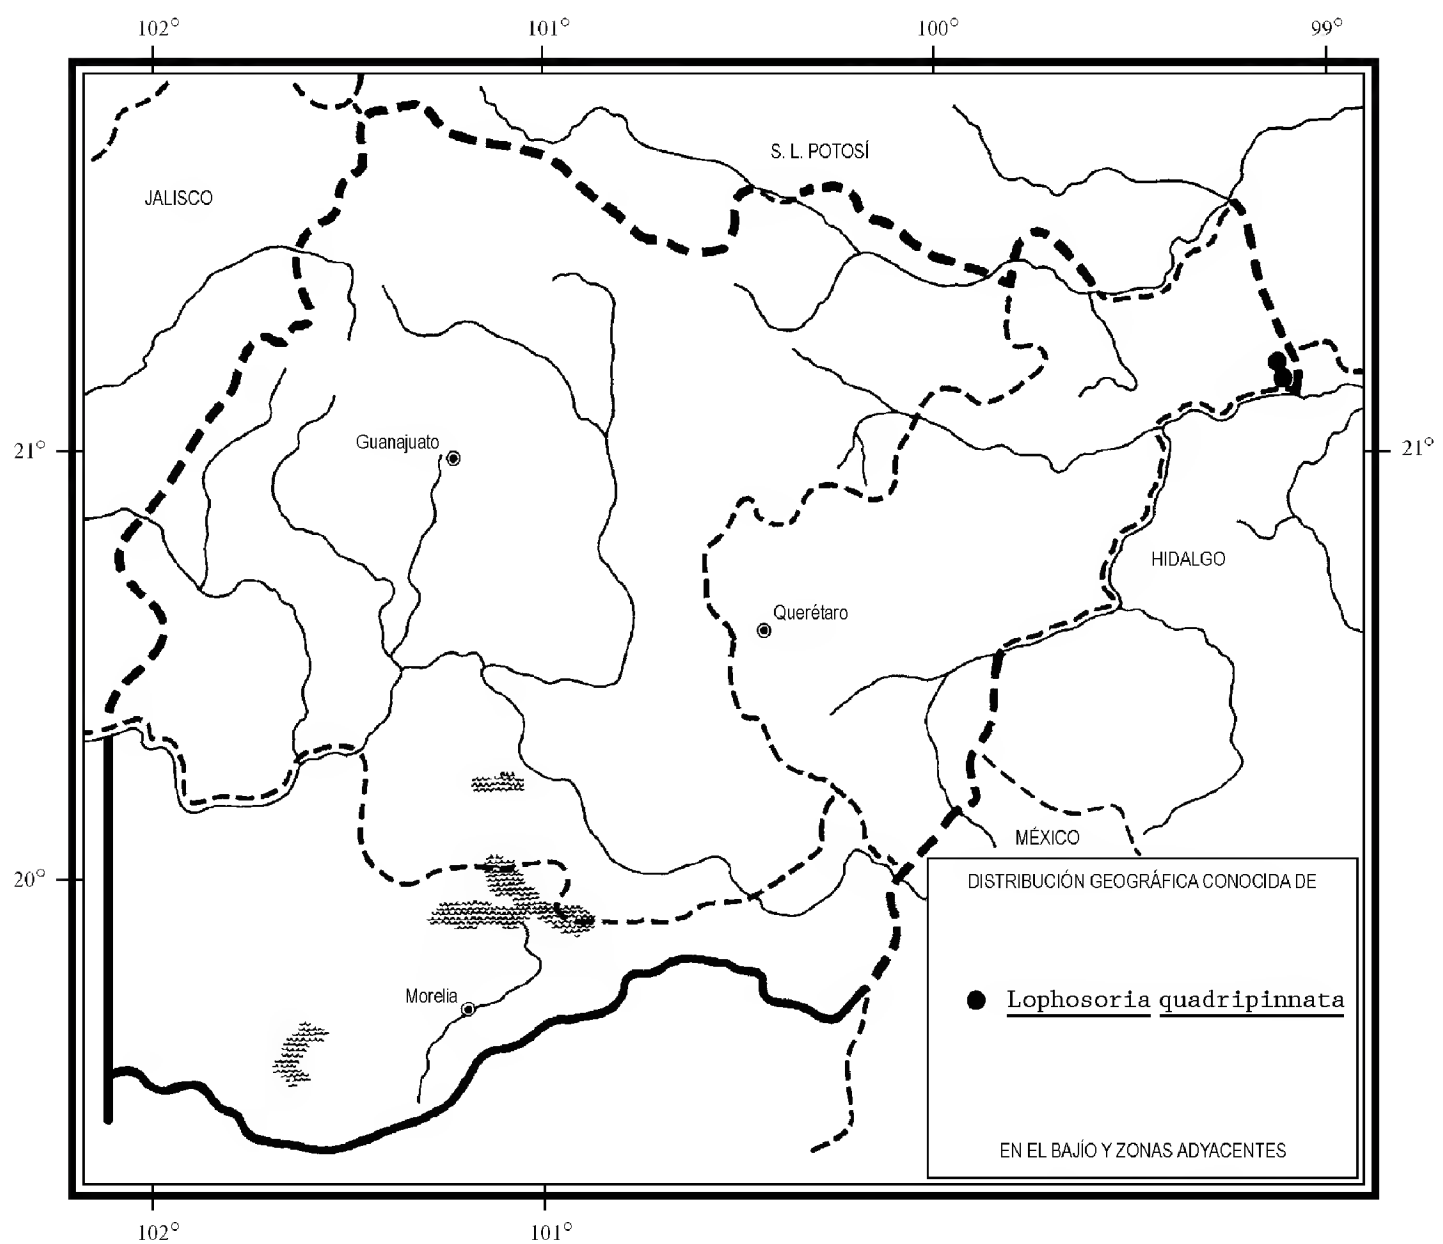 102° 101° 100° 99°
S. L. POTOSÍ
JALISCO
Guanajuato
21° 21°
HIDALGO
Querétaro
MÉXICO
20°
DISTRIBUCIÓN GEOGRÁFICA CONOCIDA DE
Morelia
Lophosoria quadripinnata
EN EL BAJÍO Y ZONAS ADYACENTES
102° 101°